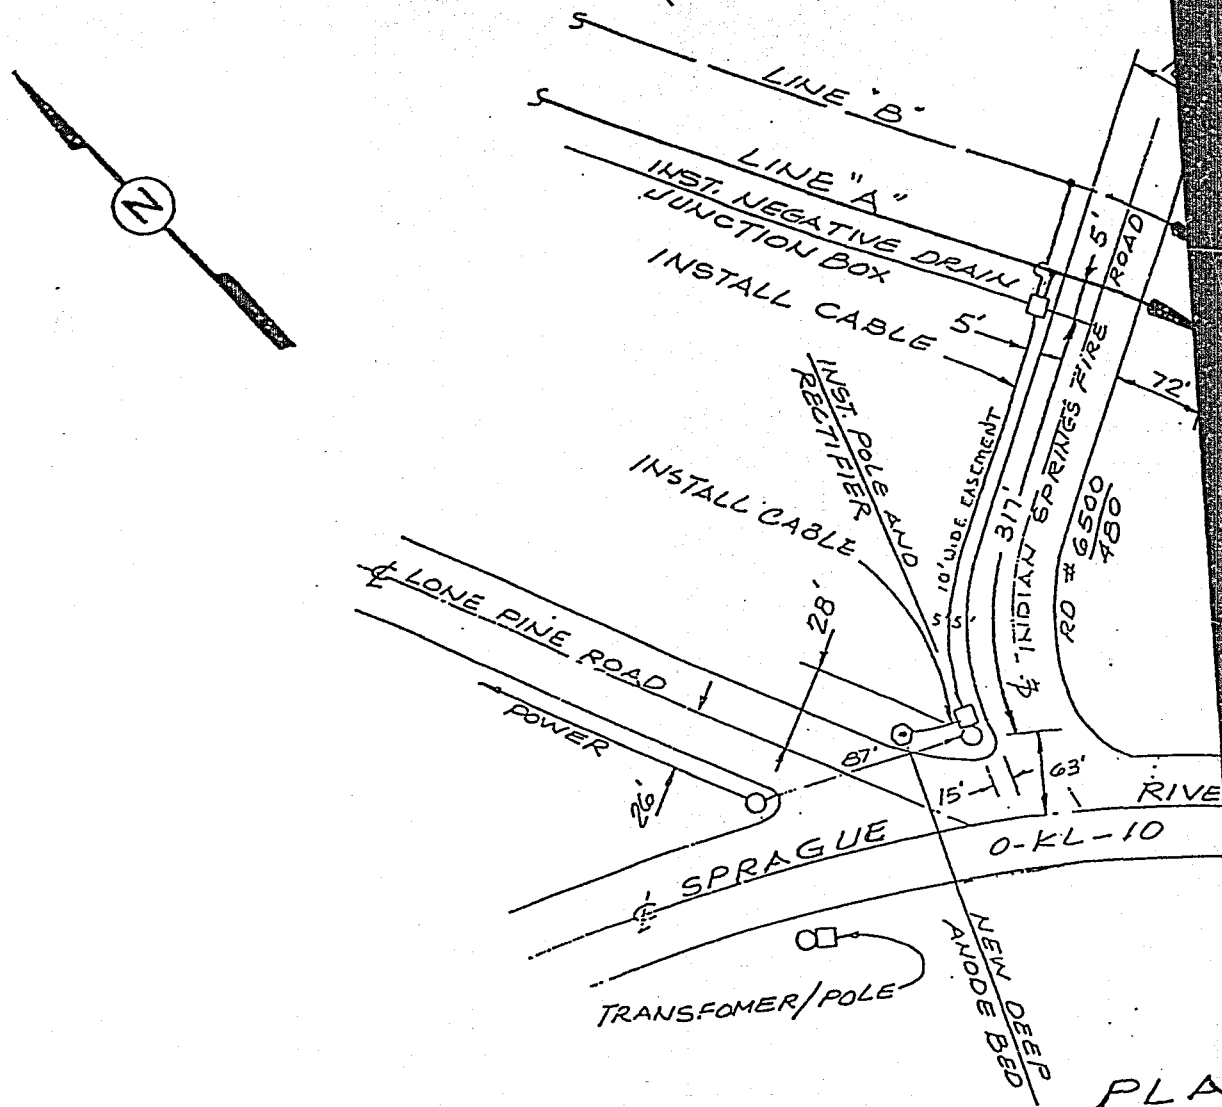 LINE "B"
LINE "A"
INST. NEGATIVE DRAIN
JUNCTION BOX
INSTALL CABLE
5'
5'
72'
N
INST. POLE AND
RECTIFIER
INSTALL CABLE
10' WIDE EASEMENT
5' 5'
317'
℄ INDIAN SPRINGS FIRE ROAD
RD # 6500
480
℄ LONE PINE ROAD
28'
POWER
26'
87'
15'
63'
℄ SPRAGUE RIVE
O-KL-10
TRANSFOMER/POLE
NEW DEEP
ANODE BED
PLA